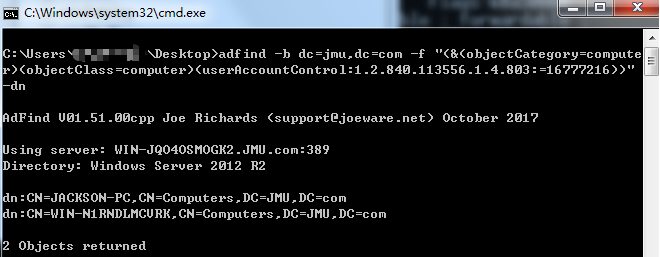 C:\Windows\system32\cmd.exe
C:\Users\ \Desktop>adfind -b dc=jmu,dc=com -f "(&(objectCategory=compute
r)(objectClass=computer)(userAccountControl:1.2.840.113556.1.4.803:=16777216))"
-dn
AdFind V01.51.00cpp Joe Richards (support@joeware.net) October 2017
Using server: WIN-JQO4OSMOGK2.JMU.com:389
Directory: Windows Server 2012 R2
dn:CN=JACKSON-PC,CN=Computers,DC=JMU,DC=com
dn:CN=WIN-N1RNDLMCVRK,CN=Computers,DC=JMU,DC=com
2 Objects returned